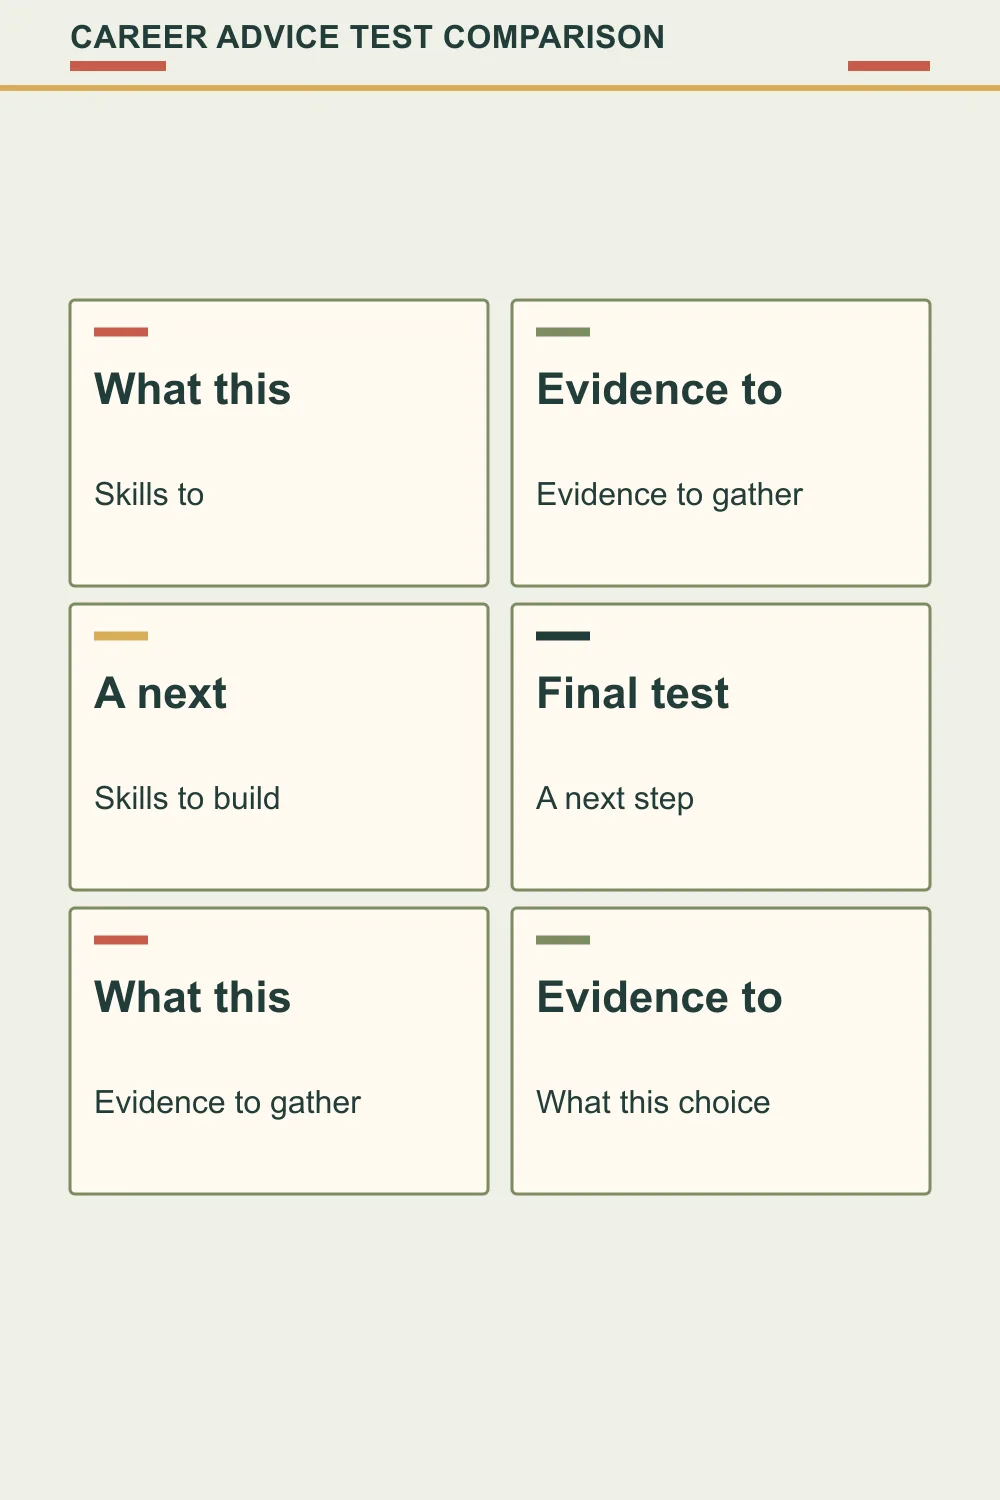 CAREER ADVICE TEST COMPARISON
What this
Skills to
Evidence to
Evidence to gather
A next
Skills to build
Final test
A next step
What this
Evidence to gather
Evidence to
What this choice